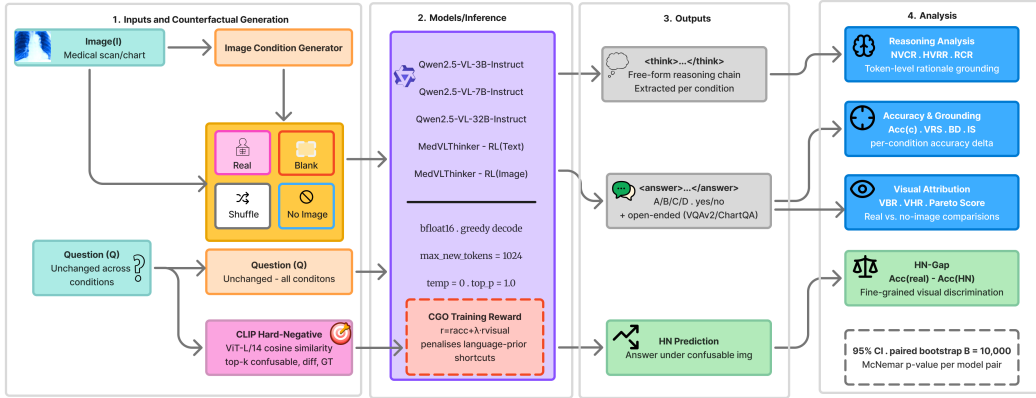 1. Inputs and Counterfactual Generation
Image(I)
Medical scan/chart
Image Condition Generator
Real
Blank
Shuffle
No Image
Question (Q)
Unchanged across
conditions
?
Question (Q)
Unchanged - all conditons
CLIP Hard-Negative
ViT-L/14 cosine similarity
top-k confusable, diff, GT
2. Models/Inference
Qwen2.5-VL-3B-Instruct
Qwen2.5-VL-7B-Instruct
Qwen2.5-VL-32B-Instruct
MedVLThinker - RL(Text)
MedVLThinker - RL(Image)
bfloat16 . greedy decode
max_new_tokens = 1024
temp = 0 . top_p = 1.0
CGO Training Reward
r=racc+λ·rvisual
penalises language-prior
shortcuts
3. Outputs
<think>...</think>
Free-form reasoning chain
Extracted per condition
<answer>...</answer>
A/B/C/D . yes/no
+ open-ended (VQAv2/ChartQA)
HN Prediction
Answer under confusable img
4. Analysis
Reasoning Analysis
NVCR . HVRR . RCR
Token-level rationale grounding
Accuracy & Grounding
Acc(c) . VRS . BD . IS
per-condition accuracy delta
Visual Attribution
VBR . VHR . Pareto Score
Real vs. no-image comparisions
HN-Gap
Acc(real) - Acc(HN)
Fine-grained visual discrimination
95% CI . paired bootstrap B = 10,000
McNemar p-value per model pair